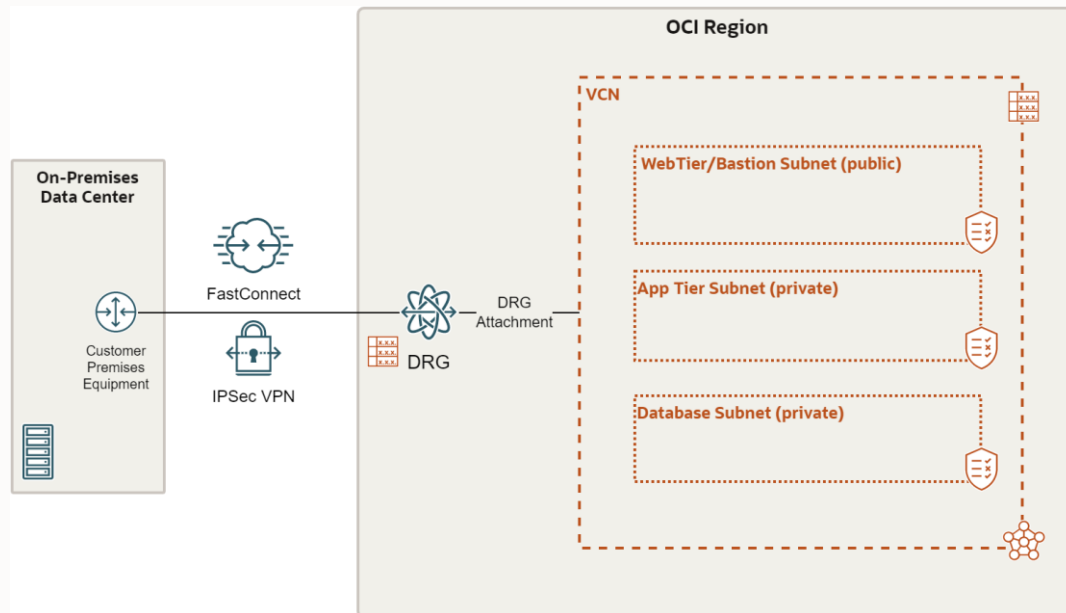 OCI Region
VCN
WebTier/Bastion Subnet (public)
On-Premises
Data Center
App Tier Subnet (private)
FastConnect
DRG
Attachment
Customer
Premises
Equipment
DRG
IPSec VPN
Database Subnet (private)